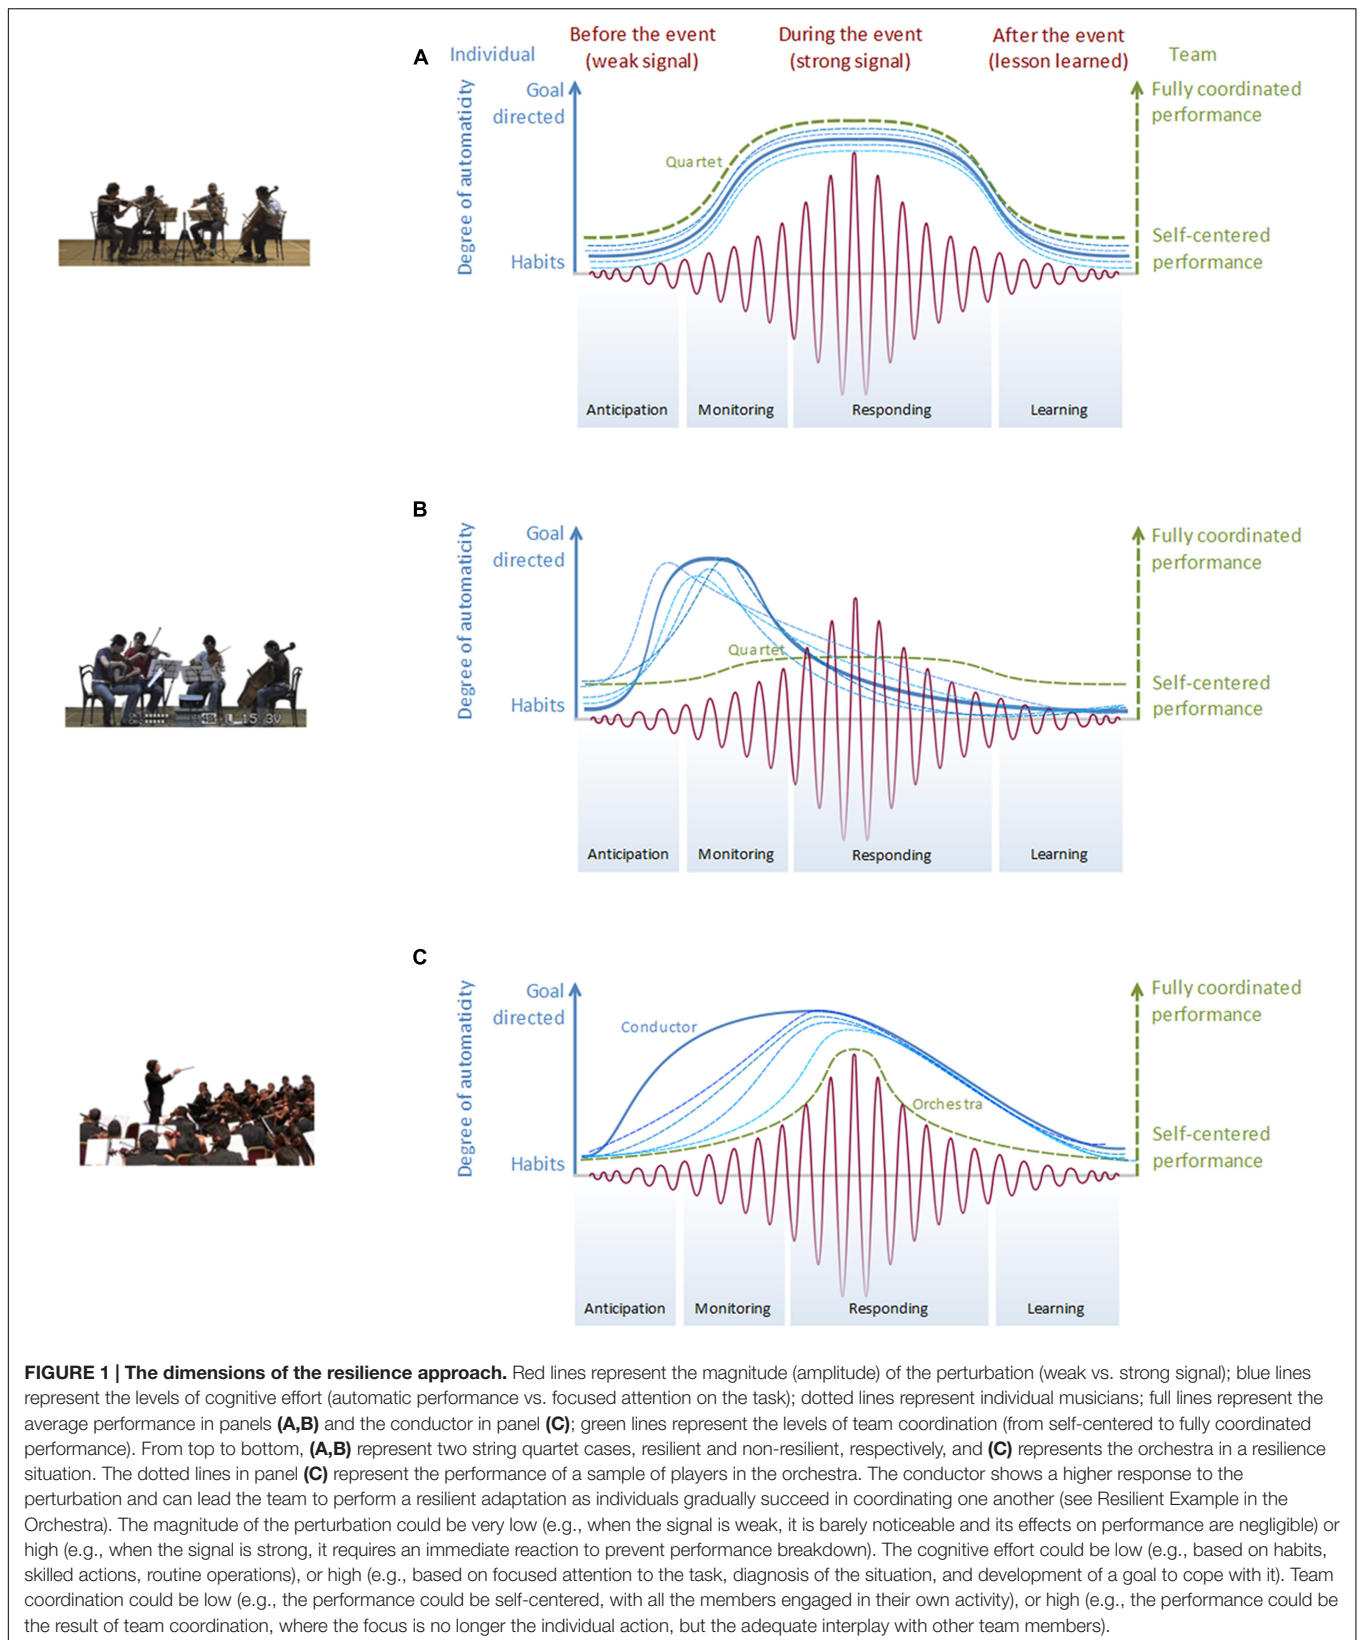 A
Individual
Before the event
(weak signal)
During the event
(strong signal)
After the event
(lesson learned)
Team
Degree of automaticity
Goal
directed
Habits
Quartet
Fully coordinated
performance
Self-centered
performance
Anticipation
Monitoring
Responding
Learning
B
Degree of automaticity
Goal
directed
Habits
Quartet
Fully coordinated
performance
Self-centered
performance
Anticipation
Monitoring
Responding
Learning
C
Degree of automaticity
Goal
directed
Habits
Conductor
Orchestra
Fully coordinated
performance
Self-centered
performance
Anticipation
Monitoring
Responding
Learning
FIGURE 1 | The dimensions of the resilience approach. Red lines represent the magnitude (amplitude) of the perturbation (weak vs. strong signal); blue lines
represent the levels of cognitive effort (automatic performance vs. focused attention on the task); dotted lines represent individual musicians; full lines represent the
average performance in panels (A,B) and the conductor in panel (C); green lines represent the levels of team coordination (from self-centered to fully coordinated
performance). From top to bottom, (A,B) represent two string quartet cases, resilient and non-resilient, respectively, and (C) represents the orchestra in a resilience
situation. The dotted lines in panel (C) represent the performance of a sample of players in the orchestra. The conductor shows a higher response to the
perturbation and can lead the team to perform a resilient adaptation as individuals gradually succeed in coordinating one another (see Resilient Example in the
Orchestra). The magnitude of the perturbation could be very low (e.g., when the signal is weak, it is barely noticeable and its effects on performance are negligible) or
high (e.g., when the signal is strong, it requires an immediate reaction to prevent performance breakdown). The cognitive effort could be low (e.g., based on habits,
skilled actions, routine operations), or high (e.g., based on focused attention to the task, diagnosis of the situation, and development of a goal to cope with it). Team
coordination could be low (e.g., the performance could be self-centered, with all the members engaged in their own activity), or high (e.g., the performance could be
the result of team coordination, where the focus is no longer the individual action, but the adequate interplay with other team members).